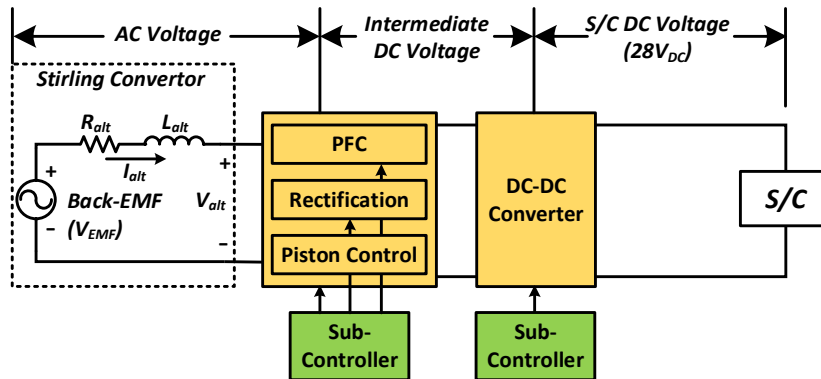 AC Voltage
Intermediate
DC Voltage
S/C DC Voltage
(28V_DC)
Stirling Convertor
R_alt
L_alt
I_alt
+
Back-EMF
(V_EMF)
−
+
V_alt
−
PFC
Rectification
Piston Control
DC-DC
Converter
S/C
Sub-
Controller
Sub-
Controller